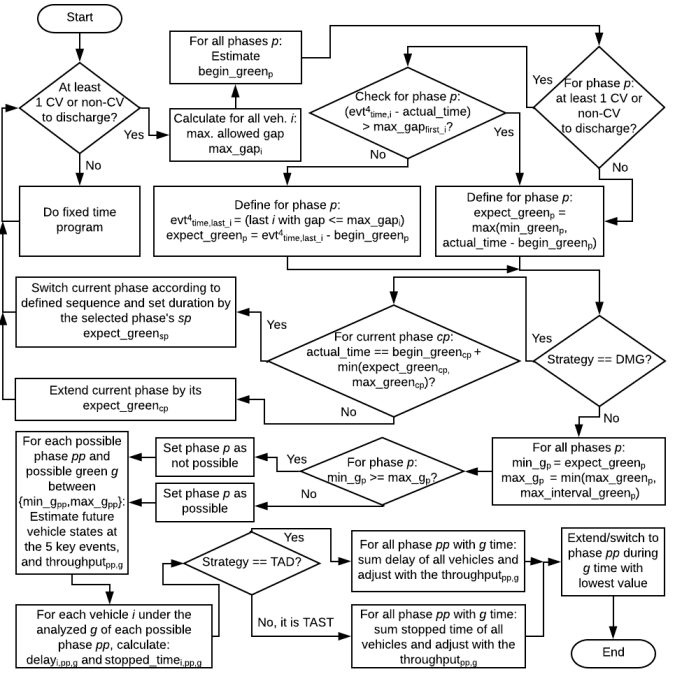 Start
At least
1 CV or non-CV
to discharge?
Yes
No
Do fixed time
program
For all phases p:
Estimate
begin_greenₚ
Calculate for all veh. i:
max. allowed gap
max_gapᵢ
Check for phase p:
(evt⁴time,i - actual_time)
> max_gapfirst_i?
Yes
No
For phase p:
at least 1 CV or
non-CV
to discharge?
Yes
No
Define for phase p:
evt⁴time,last_i = (last i with gap <= max_gapᵢ)
expect_greenₚ = evt⁴time,last_i - begin_greenₚ
Define for phase p:
expect_greenₚ =
max(min_greenₚ,
actual_time - begin_greenₚ)
Switch current phase according to
defined sequence and set duration by
the selected phase's sp
expect_greensp
Yes
For current phase cp:
actual_time == begin_greencp +
min(expect_greencp,
max_greencp)?
Yes
Strategy == DMG?
Extend current phase by its
expect_greencp
No
No
For each possible
phase pp and
possible green g
between
{min_gpp,max_gpp}:
Estimate future
vehicle states at
the 5 key events,
and throughputpp,g
Set phase p as
not possible
Yes
For phase p:
min_gₚ >= max_gₚ?
Set phase p as
possible
No
For all phases p:
min_gₚ = expect_greenₚ
max_gₚ = min(max_greenₚ,
max_interval_greenₚ)
Strategy == TAD?
Yes
For all phase pp with g time:
sum delay of all vehicles and
adjust with the throughputpp,g
Extend/switch to
phase pp during
g time with
lowest value
For each vehicle i under the
analyzed g of each possible
phase pp, calculate:
delayi,pp,g and stopped_timei,pp,g
No, it is TAST
For all phase pp with g time:
sum stopped time of all
vehicles and adjust with the
throughputpp,g
End